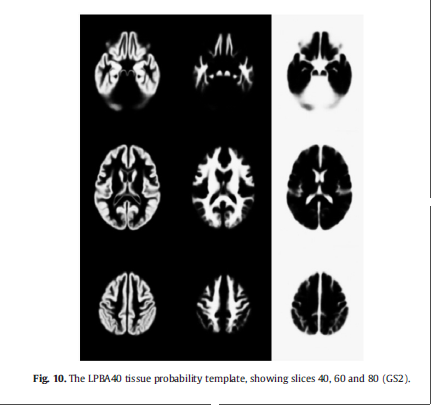 Fig. 10. The LPBA40 tissue probability template, showing slices 40, 60 and 80 (GS2).